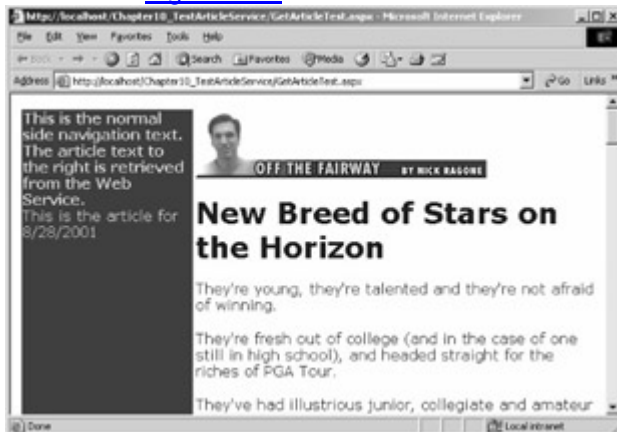 http://localhost/Chapter10_TestArticleService/GetArticleTest.aspx - Microsoft Internet Explorer
File Edit View Favorites Tools Help
Back Search Favorites Media
Address http://localhost/Chapter10_TestArticleService/GetArticleTest.aspx Go Links »
This is the normal
side navigation text.
The article text to
the right is retrieved
from the Web
Service.
This is the article for
8/28/2001
OFF THE FAIRWAY BY NICK RAGONE
New Breed of Stars on
the Horizon
They're young, they're talented and they're not afraid
of winning.
They're fresh out of college (and in the case of one
still in high school), and headed straight for the
riches of PGA Tour.
They've had illustrious junior, collegiate and amateur
Done Local intranet